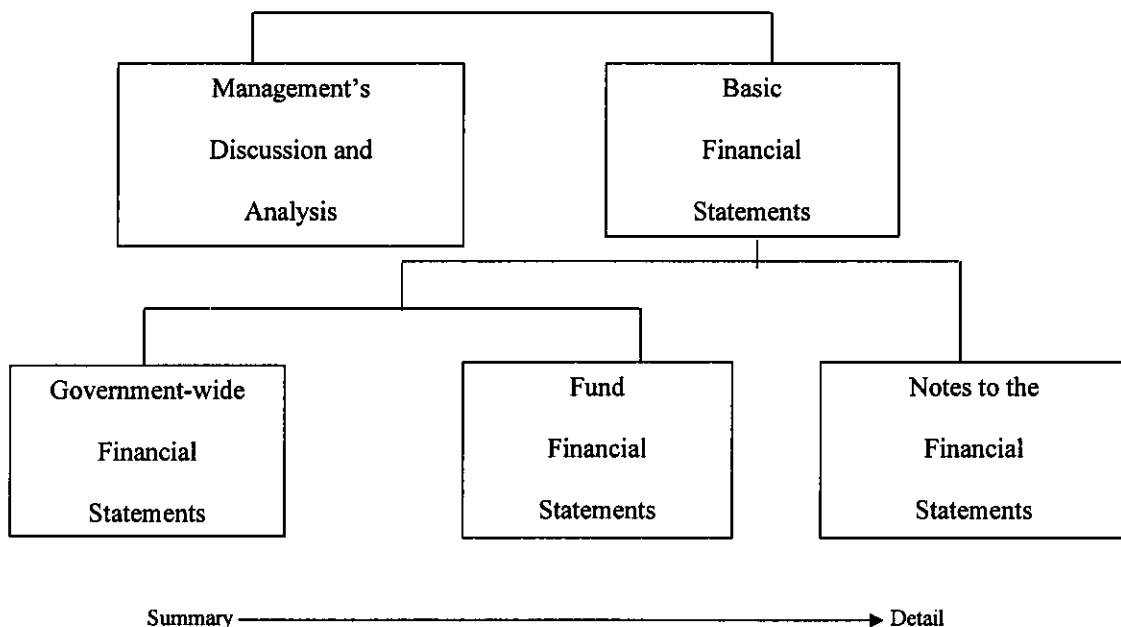 Management's
Discussion and
Analysis
Basic
Financial
Statements
Government-wide
Financial
Statements
Fund
Financial
Statements
Notes to the
Financial
Statements
Summary
Detail